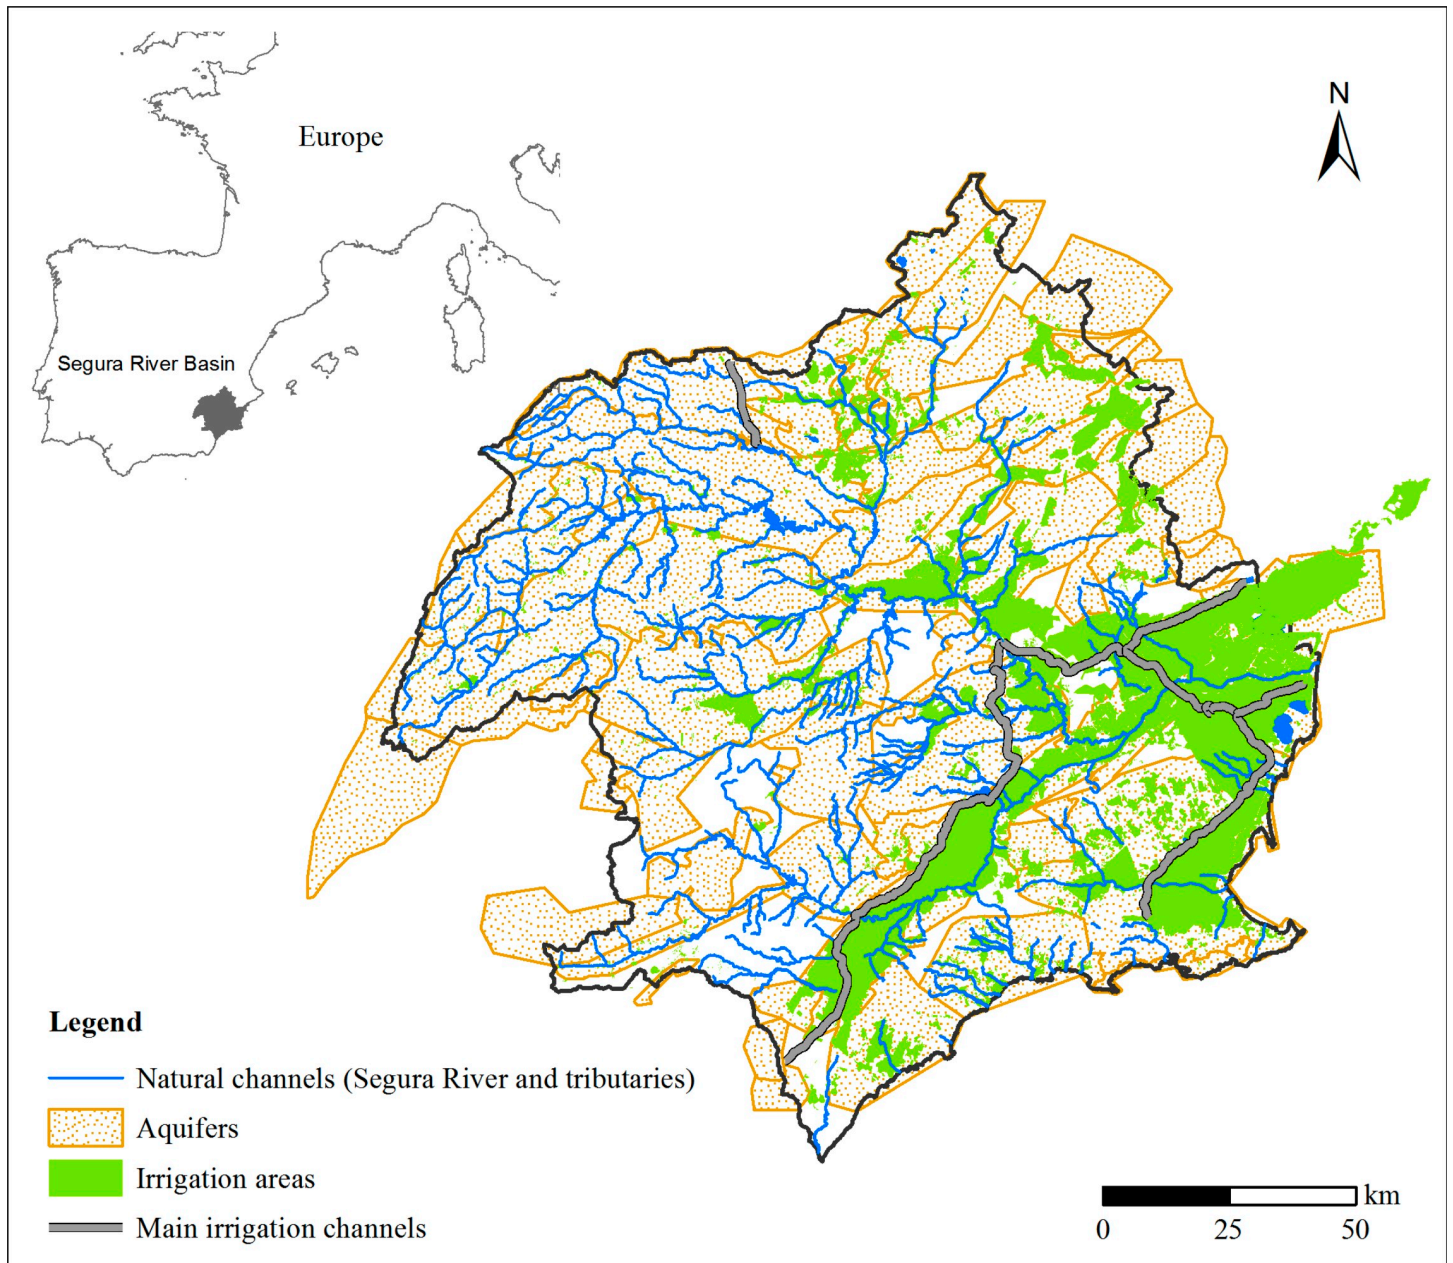 N
Europe
Segura River Basin
Legend
Natural channels (Segura River and tributaries)
Aquifers
Irrigation areas
Main irrigation channels
km
0 25 50